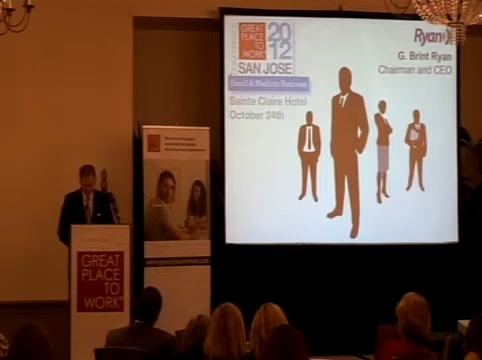 CONFERENCE
GREAT
PLACE
TO
WORK®
2012
SAN JOSE
Small & Medium Business
Sainte Claire Hotel
October 24th
Ryan
G. Brint Ryan
Chairman and CEO
GREAT
PLACE
TO
WORK®